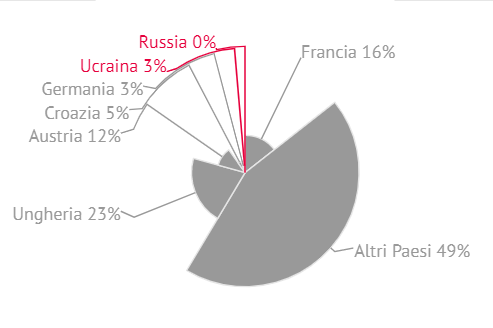 Russia 0%
Francia 16%
Ucraina 3%
Germania 3%
Croazia 5%
Austria 12%
Ungheria 23%
Altri Paesi 49%